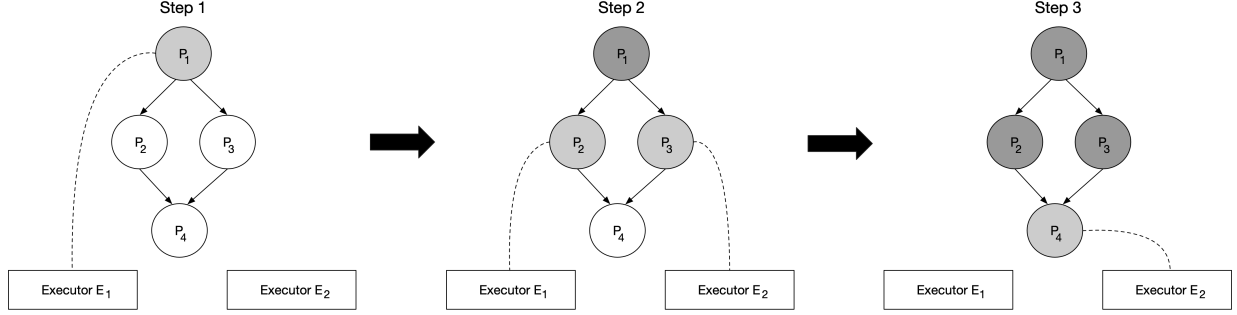 Step 1
P1
P2 P3
P4
Executor E1 Executor E2
Step 2
P1
P2 P3
P4
Executor E1 Executor E2
Step 3
P1
P2 P3
P4
Executor E1 Executor E2